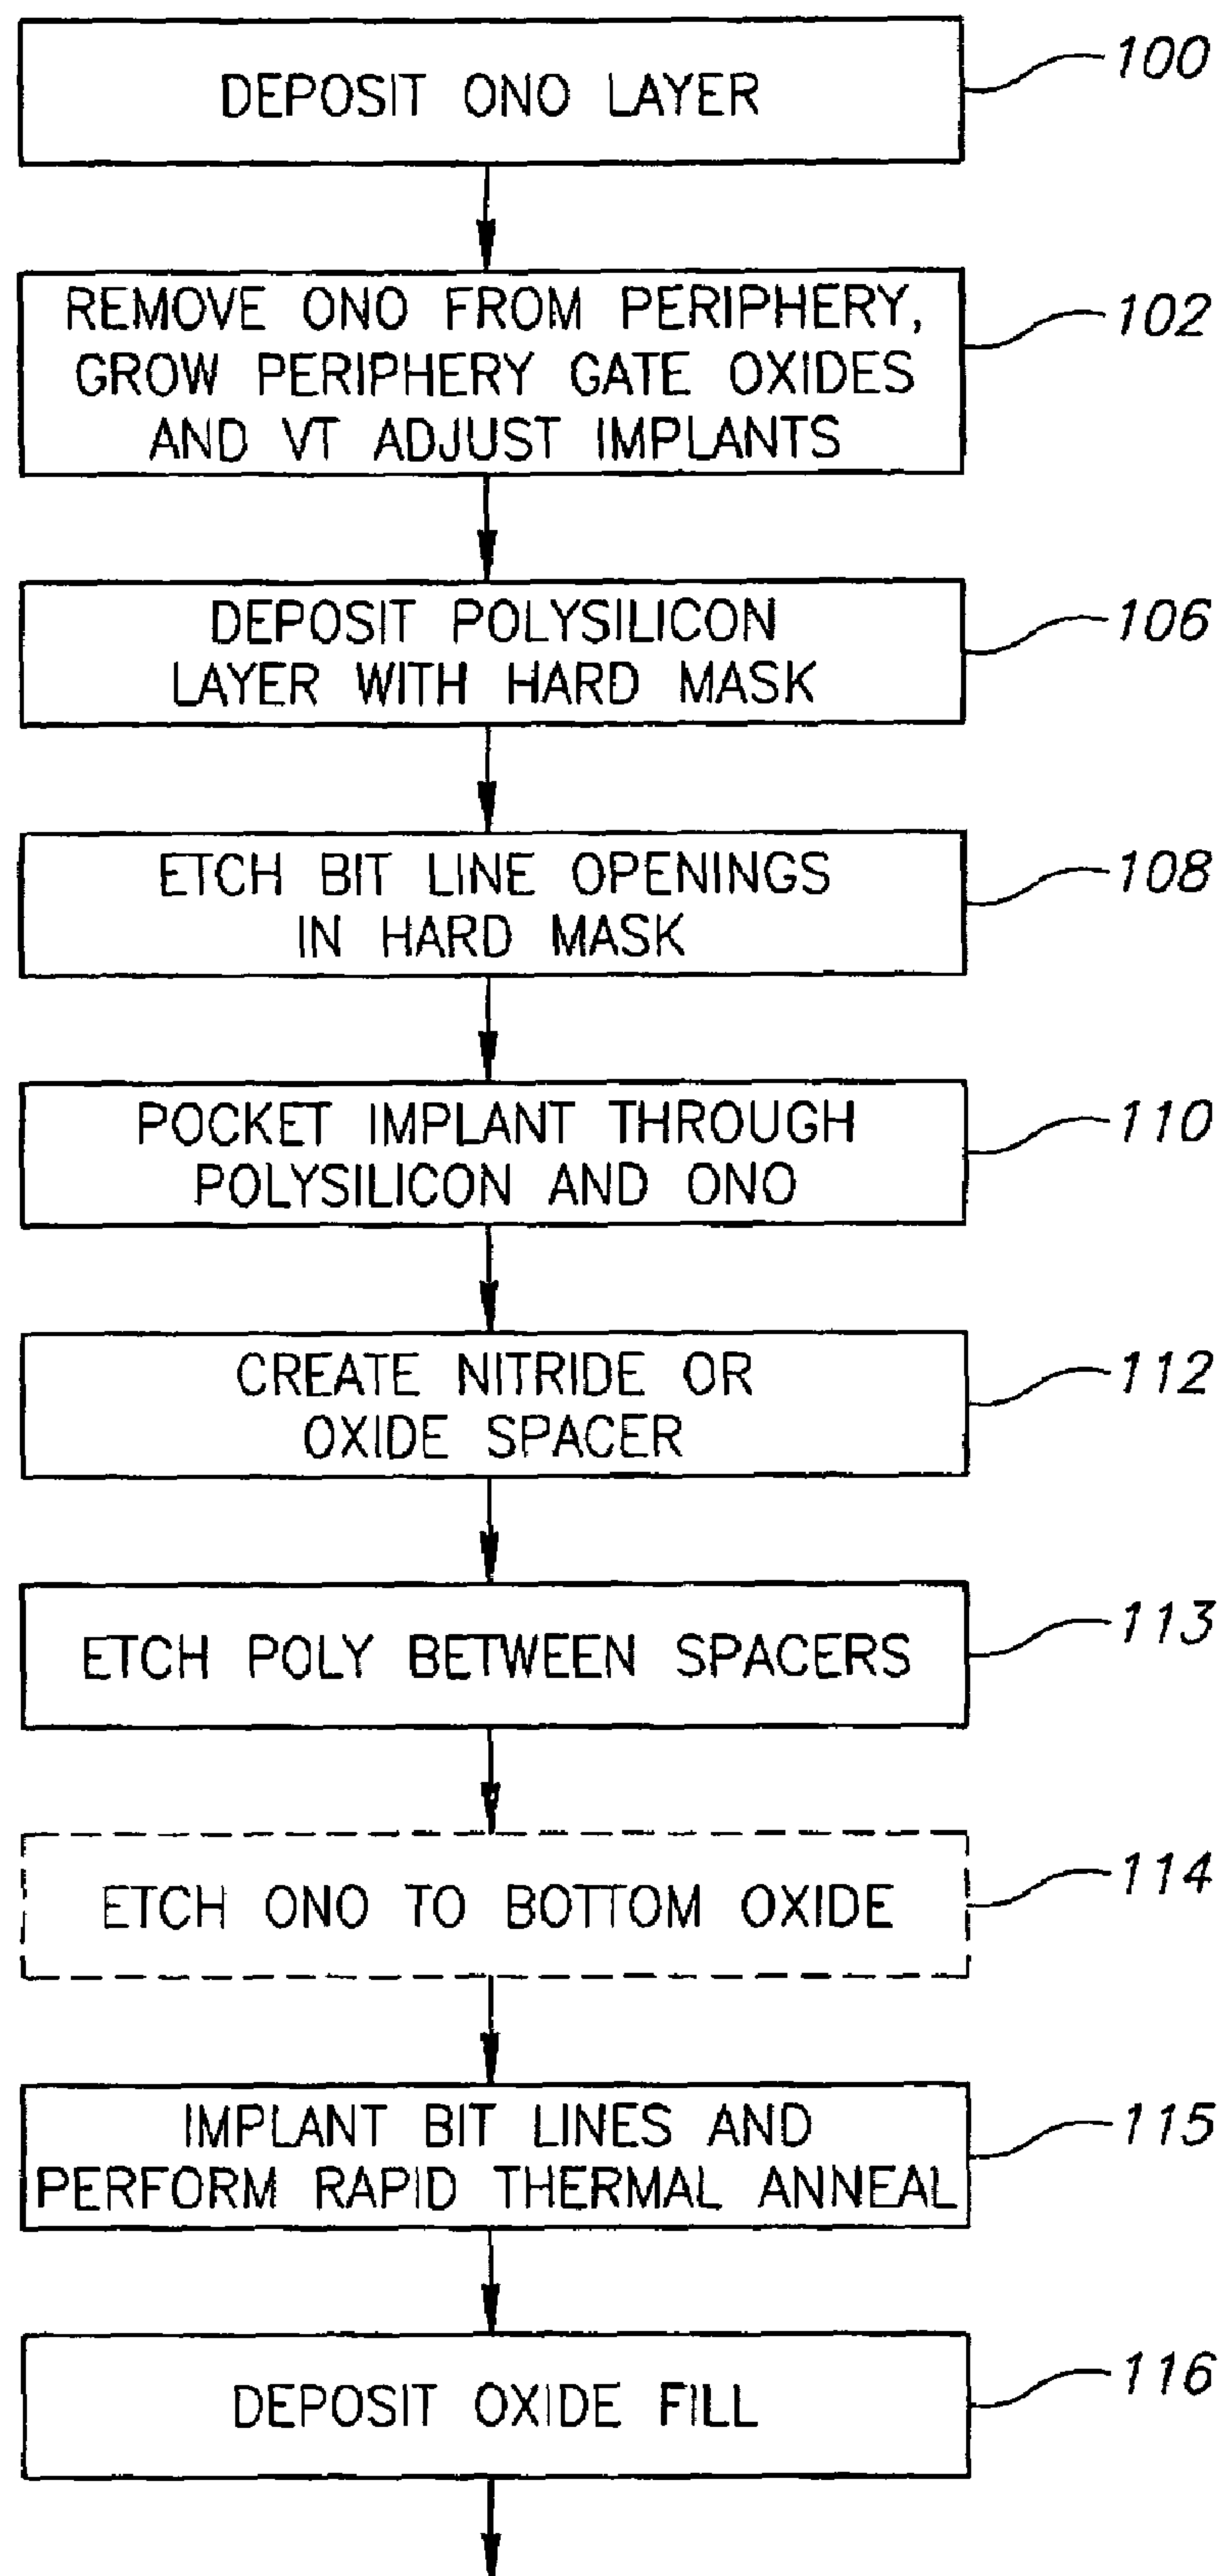 DEPOSIT ONO LAYER
100
REMOVE ONO FROM PERIPHERY,
GROW PERIPHERY GATE OXIDES
AND VT ADJUST IMPLANTS
102
DEPOSIT POLYSILICON
LAYER WITH HARD MASK
106
ETCH BIT LINE OPENINGS
IN HARD MASK
108
POCKET IMPLANT THROUGH
POLYSILICON AND ONO
110
CREATE NITRIDE OR
OXIDE SPACER
112
ETCH POLY BETWEEN SPACERS
113
ETCH ONO TO BOTTOM OXIDE
114
IMPLANT BIT LINES AND
PERFORM RAPID THERMAL ANNEAL
115
DEPOSIT OXIDE FILL
116